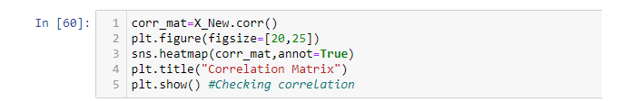 In [60]:
1 corr_mat=X_New.corr()
2 plt.figure(figsize=[20,25])
3 sns.heatmap(corr_mat,annot=True)
4 plt.title("Correlation Matrix")
5 plt.show() #Checking correlation